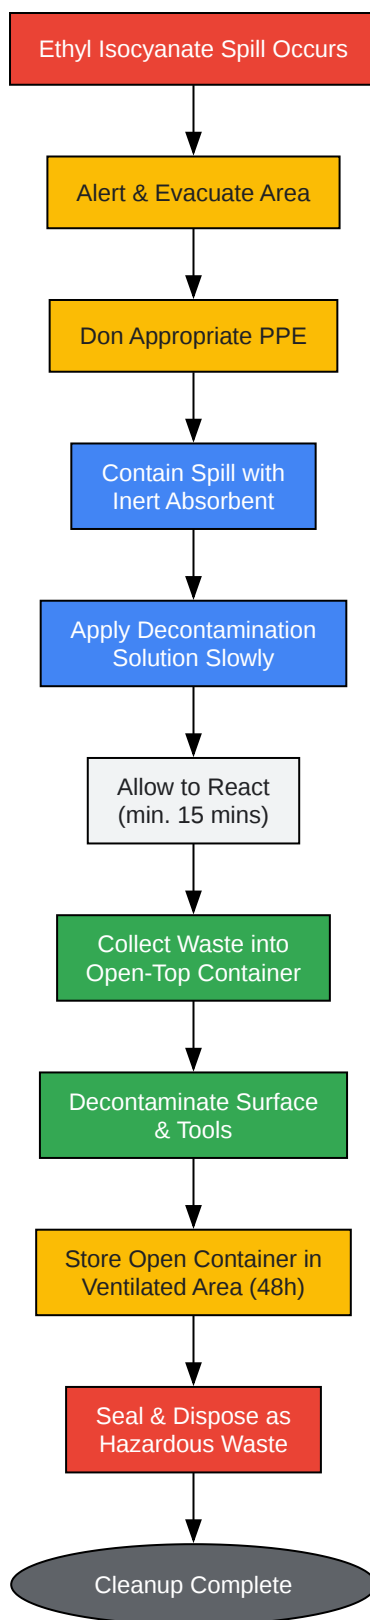 Ethyl Isocyanate Spill Occurs
Alert & Evacuate Area
Don Appropriate PPE
Contain Spill with
Inert Absorbent
Apply Decontamination
Solution Slowly
Allow to React
(min. 15 mins)
Collect Waste into
Open-Top Container
Decontaminate Surface
& Tools
Store Open Container in
Ventilated Area (48h)
Seal & Dispose as
Hazardous Waste
Cleanup Complete